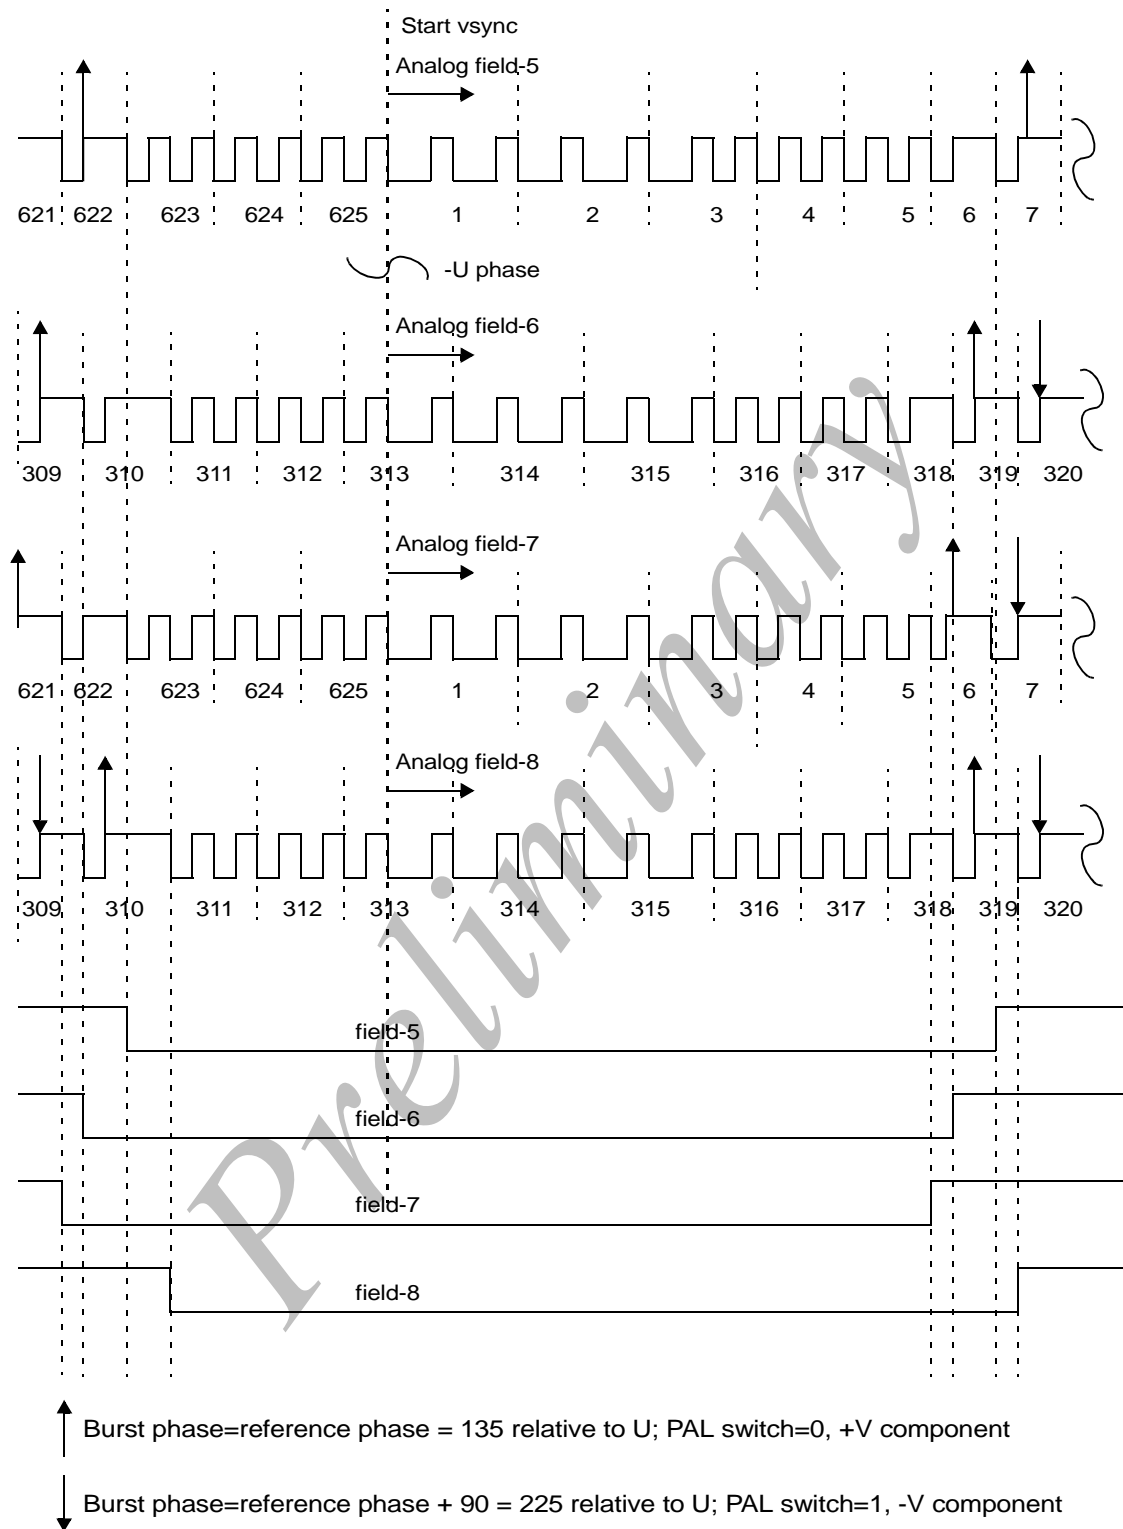 Start vsync
Analog field-5
621 622 623 624 625 1 2 3 4 5 6 7
-U phase
Analog field-6
309 310 311 312 313 314 315 316 317 318 319 320
Analog field-7
621 622 623 624 625 1 2 3 4 5 6 7
Analog field-8
309 310 311 312 313 314 315 316 317 318 319 320
field-5
field-6
field-7
field-8
Preliminary
Burst phase=reference phase = 135 relative to U; PAL switch=0, +V component
Burst phase=reference phase + 90 = 225 relative to U; PAL switch=1, -V component